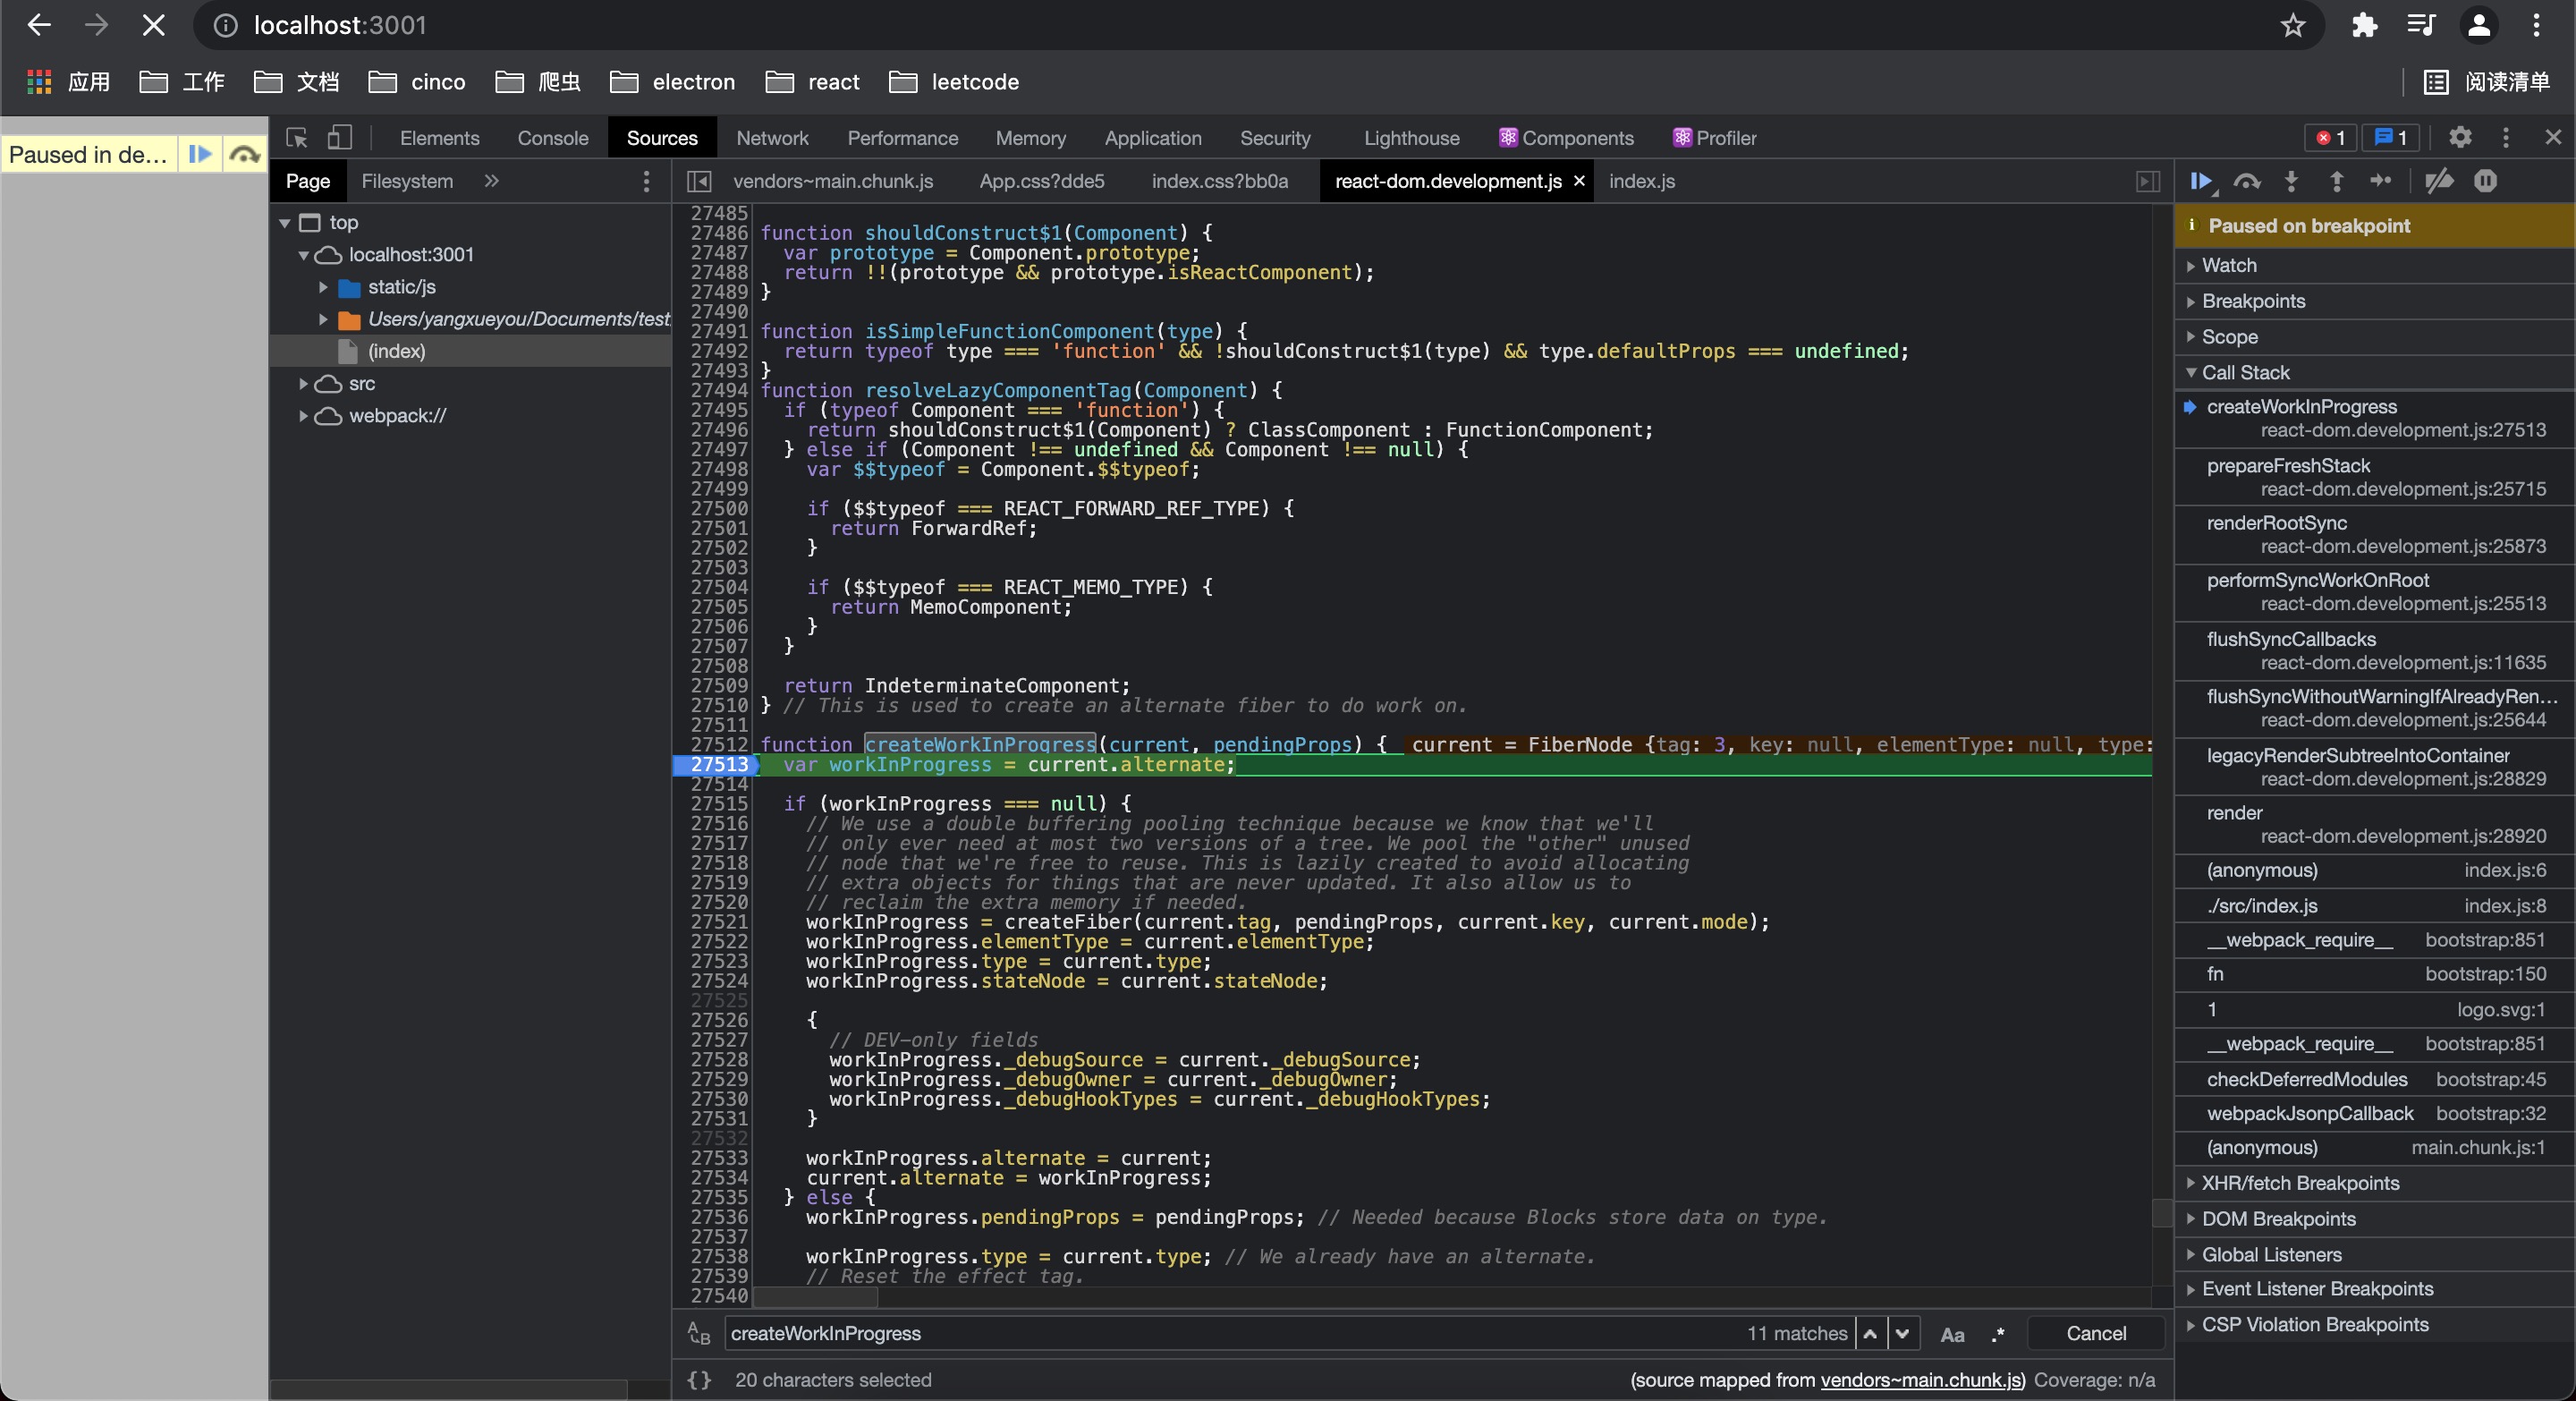 localhost:3001
应用 工作 文档 cinco 爬虫 electron react leetcode 阅读清单
Paused in de...
Elements Console Sources Network Performance Memory Application Security Lighthouse Components Profiler 1 1
Page Filesystem » vendors~main.chunk.js App.css?dde5 index.css?bb0a react-dom.development.js × index.js
top
localhost:3001
static/js
Users/yangxueyou/Documents/test
(index)
src
webpack://
27485
27486 function shouldConstruct$1(Component) {
27487 var prototype = Component.prototype;
27488 return !!(prototype && prototype.isReactComponent);
27489 }
27490
27491 function isSimpleFunctionComponent(type) {
27492 return typeof type === 'function' && !shouldConstruct$1(type) && type.defaultProps === undefined;
27493 }
27494 function resolveLazyComponentTag(Component) {
27495 if (typeof Component === 'function') {
27496 return shouldConstruct$1(Component) ? ClassComponent : FunctionComponent;
27497 } else if (Component !== undefined && Component !== null) {
27498 var $$typeof = Component.$$typeof;
27499
27500 if ($$typeof === REACT_FORWARD_REF_TYPE) {
27501 return ForwardRef;
27502 }
27503
27504 if ($$typeof === REACT_MEMO_TYPE) {
27505 return MemoComponent;
27506 }
27507 }
27508
27509 return IndeterminateComponent;
27510 } // This is used to create an alternate fiber to do work on.
27511
27512 function createWorkInProgress(current, pendingProps) { current = FiberNode {tag: 3, key: null, elementType: null, type:
27513 var workInProgress = current.alternate;
27514
27515 if (workInProgress === null) {
27516 // We use a double buffering pooling technique because we know that we'll
27517 // only ever need at most two versions of a tree. We pool the "other" unused
27518 // node that we're free to reuse. This is lazily created to avoid allocating
27519 // extra objects for things that are never updated. It also allow us to
27520 // reclaim the extra memory if needed.
27521 workInProgress = createFiber(current.tag, pendingProps, current.key, current.mode);
27522 workInProgress.elementType = current.elementType;
27523 workInProgress.type = current.type;
27524 workInProgress.stateNode = current.stateNode;
27525
27526 {
27527 // DEV-only fields
27528 workInProgress._debugSource = current._debugSource;
27529 workInProgress._debugOwner = current._debugOwner;
27530 workInProgress._debugHookTypes = current._debugHookTypes;
27531 }
27532
27533 workInProgress.alternate = current;
27534 current.alternate = workInProgress;
27535 } else {
27536 workInProgress.pendingProps = pendingProps; // Needed because Blocks store data on type.
27537
27538 workInProgress.type = current.type; // We already have an alternate.
27539 // Reset the effect tag.
27540
createWorkInProgress 11 matches Aa .* Cancel
{} 20 characters selected (source mapped from vendors~main.chunk.js) Coverage: n/a
Paused on breakpoint
Watch
Breakpoints
Scope
Call Stack
createWorkInProgress
react-dom.development.js:27513
prepareFreshStack
react-dom.development.js:25715
renderRootSync
react-dom.development.js:25873
performSyncWorkOnRoot
react-dom.development.js:25513
flushSyncCallbacks
react-dom.development.js:11635
flushSyncWithoutWarningIfAlreadyRen...
react-dom.development.js:25644
legacyRenderSubtreeIntoContainer
react-dom.development.js:28829
render
react-dom.development.js:28920
(anonymous) index.js:6
./src/index.js index.js:8
__webpack_require__ bootstrap:851
fn bootstrap:150
1 logo.svg:1
__webpack_require__ bootstrap:851
checkDeferredModules bootstrap:45
webpackJsonpCallback bootstrap:32
(anonymous) main.chunk.js:1
XHR/fetch Breakpoints
DOM Breakpoints
Global Listeners
Event Listener Breakpoints
CSP Violation Breakpoints